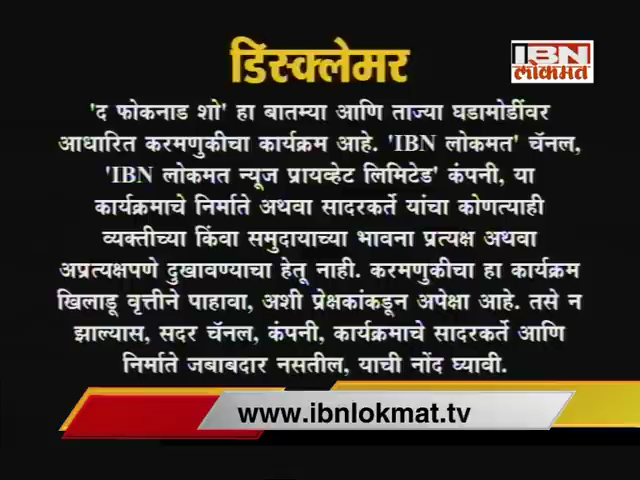 डिस्क्लेमर
IBN
लोकमत
'द फोकनाड शो' हा बातम्या आणि ताज्या घडामोर्डीवर
आधारित करमणुकीचा कार्यक्रम आहे. 'IBN लोकमत' चॅनल,
'IBN लोकमत न्यूज प्रायव्हेट लिमिटेड' कंपनी, या
कार्यक्रमाचे निर्माते अथवा सादरकर्ते यांचा कोणत्याही
व्यक्तीच्या किंवा समुदायाच्या भावना प्रत्यक्ष अथवा
अप्रत्यक्षपणे दुखावण्याचा हेतू नाही. करमणुकीचा हा कार्यक्रम
खिलाडू वृत्तीने पाहावा, अशी प्रेक्षकांकडून अपेक्षा आहे. तसे न
झाल्यास, सदर चॅनल, कंपनी, कार्यक्रमाचे सादरकर्ते आणि
निर्माते जबाबदार नसतील, याची नोंद घ्यावी.
www.ibnlokmat.tv